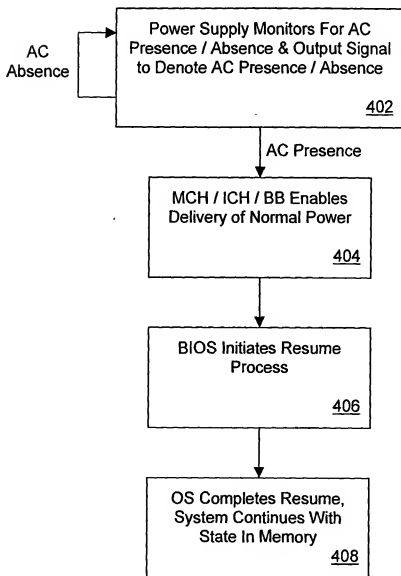 Power Supply Monitors For AC
Presence / Absence & Output Signal
to Denote AC Presence / Absence
402
AC
Absence
AC Presence
MCH / ICH / BB Enables
Delivery of Normal Power
404
BIOS Initiates Resume
Process
406
OS Completes Resume,
System Continues With
State In Memory
408